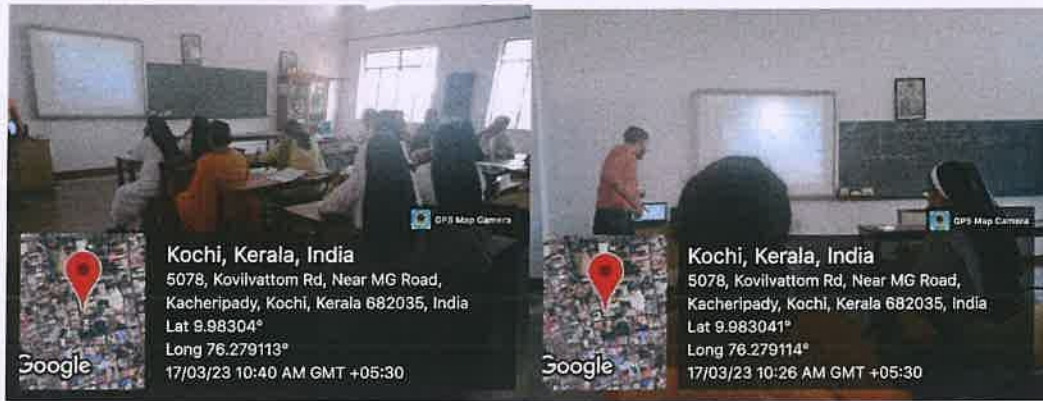 GPS Map Camera
Kochi, Kerala, India
5078, Kovilvattom Rd, Near MG Road,
Kacheripady, Kochi, Kerala 682035, India
Lat 9.98304°
Long 76.279113°
17/03/23 10:40 AM GMT +05:30
Google
GPS Map Camera
Kochi, Kerala, India
5078, Kovilvattom Rd, Near MG Road,
Kacheripady, Kochi, Kerala 682035, India
Lat 9.983041°
Long 76.279114°
17/03/23 10:26 AM GMT +05:30
Google